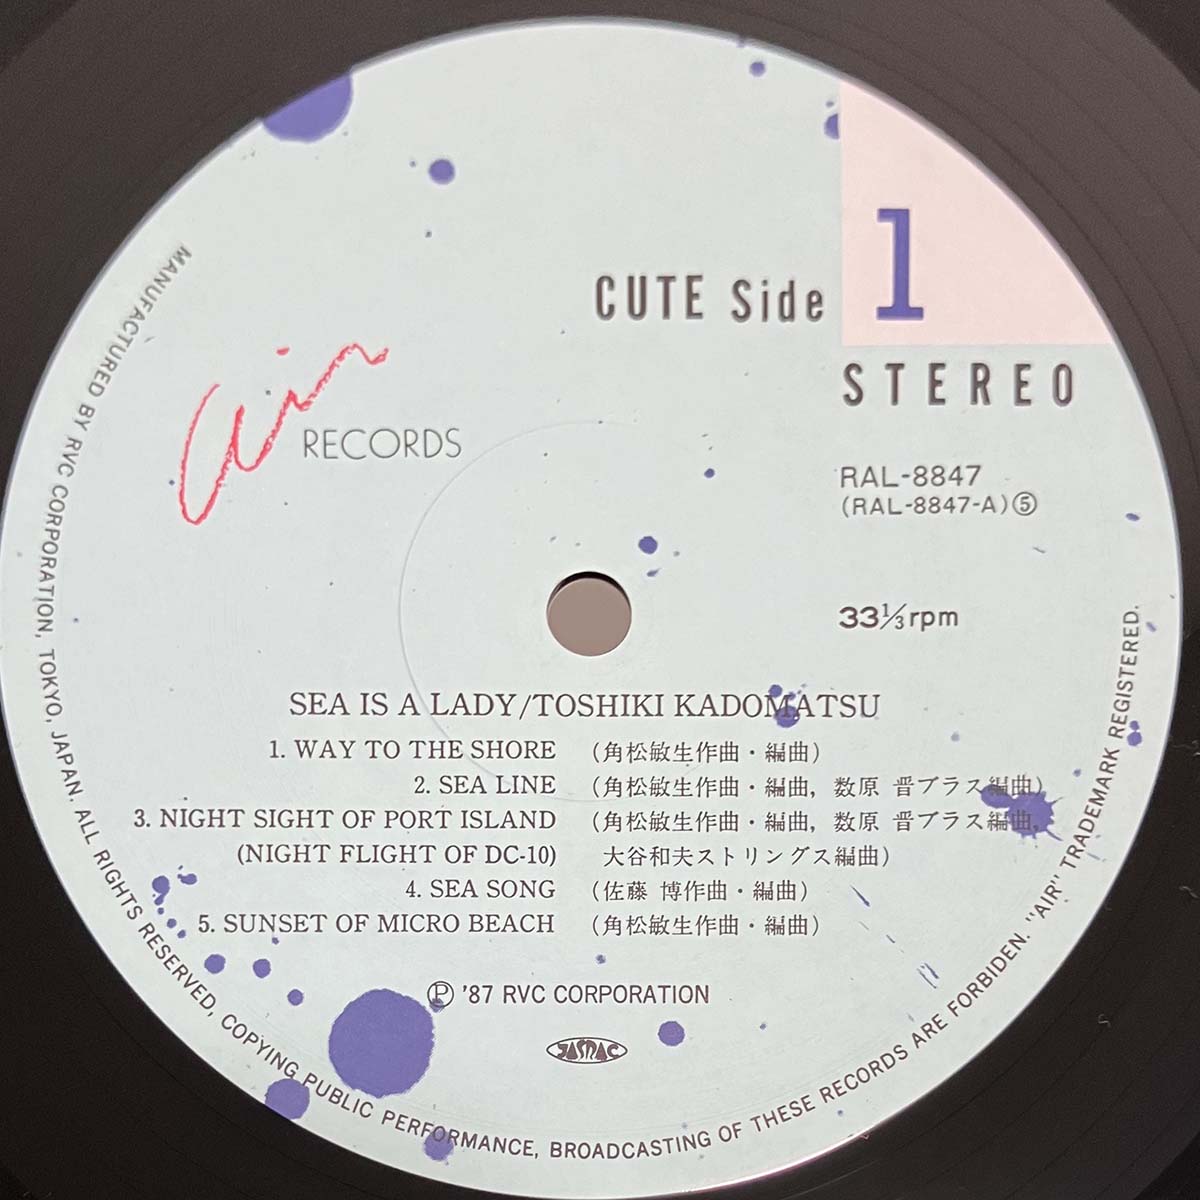 CUTE Side 1
STEREO
air RECORDS
RAL-8847
(RAL-8847-A)⑤
33⅓rpm
SEA IS A LADY/TOSHIKI KADOMATSU
1. WAY TO THE SHORE (角松敏生作曲・編曲)
2. SEA LINE (角松敏生作曲・編曲, 数原 晋ブラス編曲)
3. NIGHT SIGHT OF PORT ISLAND (角松敏生作曲・編曲, 数原 晋ブラス編曲,
(NIGHT FLIGHT OF DC-10) 大谷和夫ストリングス編曲)
4. SEA SONG (佐藤 博作曲・編曲)
5. SUNSET OF MICRO BEACH (角松敏生作曲・編曲)
Ⓟ '87 RVC CORPORATION
JASRAC
MANUFACTURED BY RVC CORPORATION, TOKYO, JAPAN. ALL RIGHTS RESERVED, COPYING PUBLIC PERFORMANCE, BROADCASTING OF THESE RECORDS ARE FORBIDEN. "AIR" TRADEMARK REGISTERED.